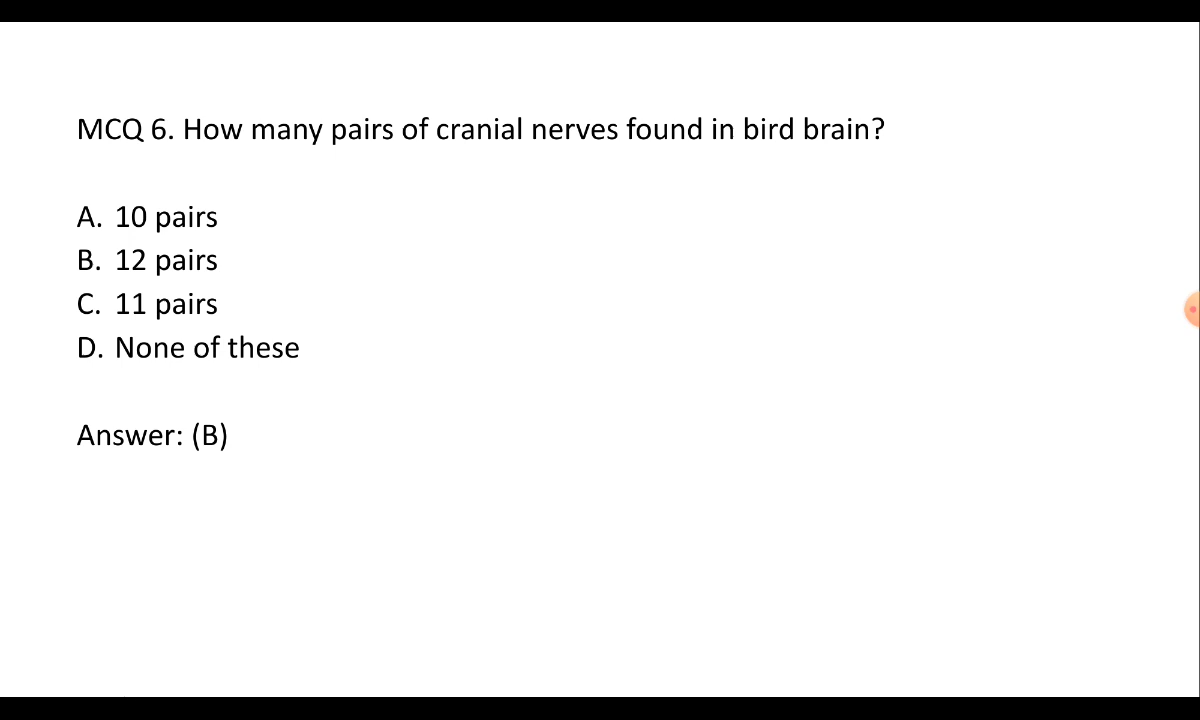 MCQ 6. How many pairs of cranial nerves found in bird brain?
A. 10 pairs
B. 12 pairs
C. 11 pairs
D. None of these
Answer: (B)